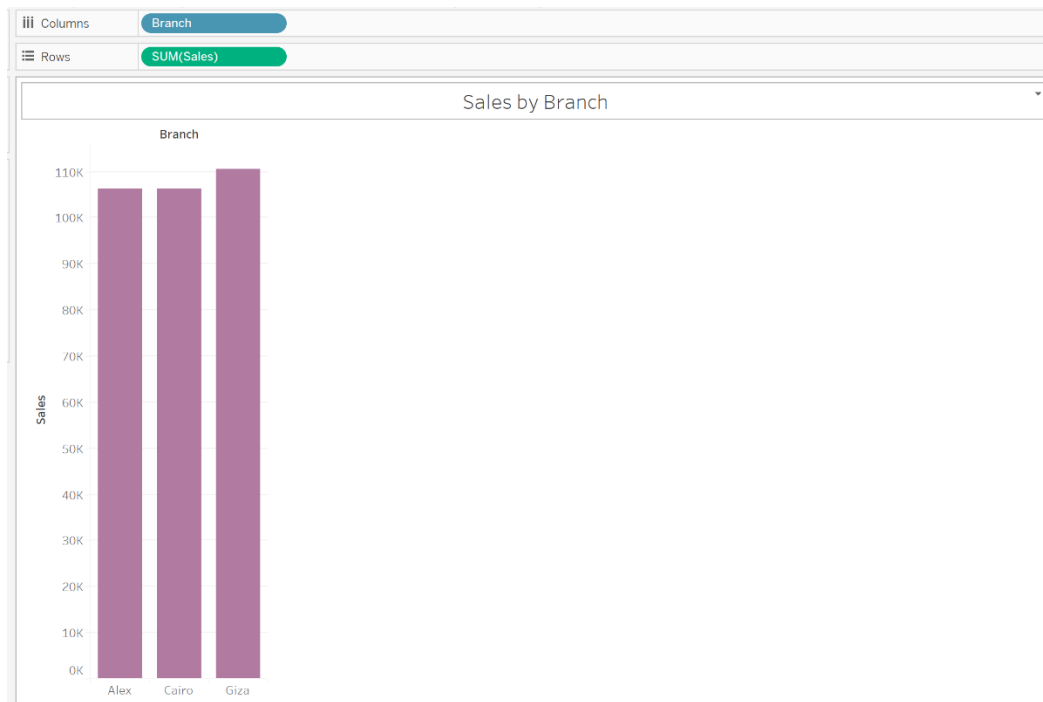 Columns Branch
Rows SUM(Sales)
Sales by Branch
Branch
110K
100K
90K
80K
70K
60K
50K
40K
30K
20K
10K
0K
Sales
Alex Cairo Giza